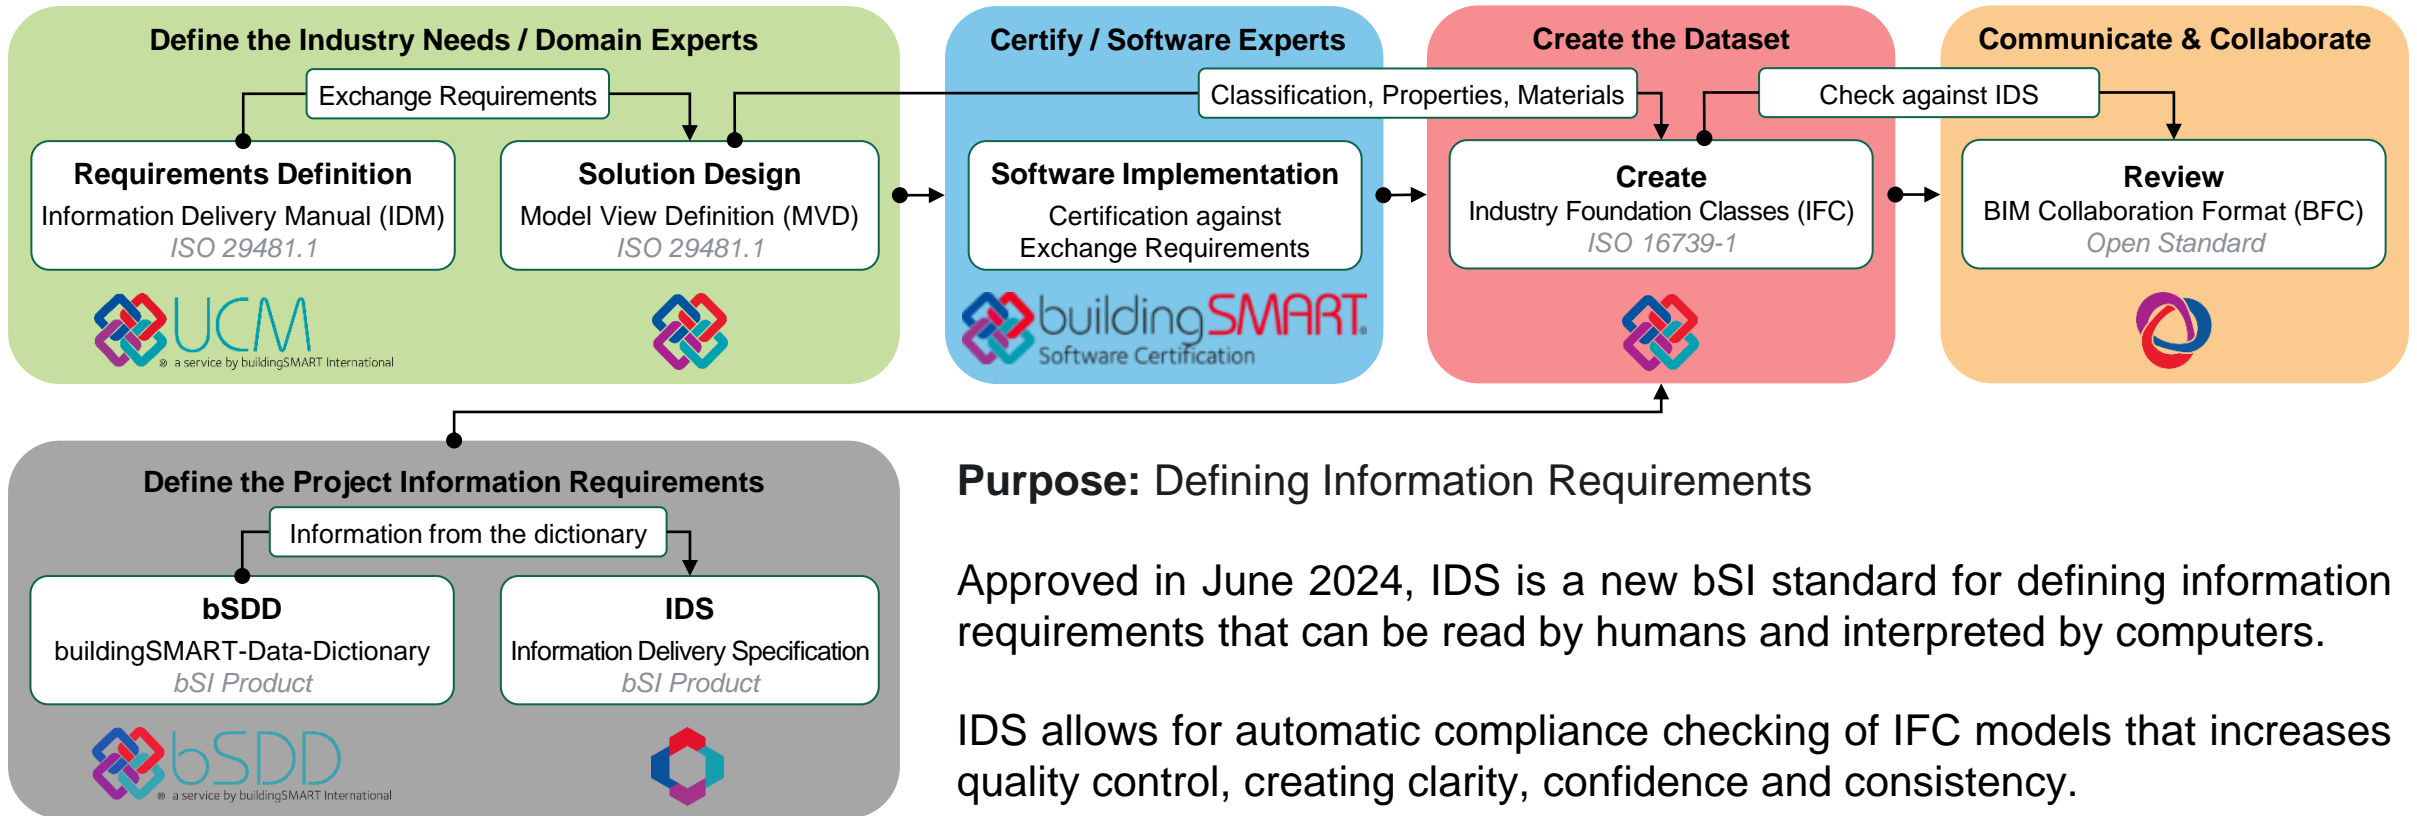 Define the Industry Needs / Domain Experts
Exchange Requirements
Requirements Definition
Information Delivery Manual (IDM)
ISO 29481.1
Solution Design
Model View Definition (MVD)
ISO 29481.1
UCM
® a service by buildingSMART International
Certify / Software Experts
Classification, Properties, Materials
Software Implementation
Certification against
Exchange Requirements
buildingSMART®
Software Certification
Create the Dataset
Create
Industry Foundation Classes (IFC)
ISO 16739-1
Communicate & Collaborate
Check against IDS
Review
BIM Collaboration Format (BFC)
Open Standard
Define the Project Information Requirements
Information from the dictionary
bSDD
buildingSMART-Data-Dictionary
bSI Product
IDS
Information Delivery Specification
bSI Product
bSDD
® a service by buildingSMART International
Purpose: Defining Information Requirements
Approved in June 2024, IDS is a new bSI standard for defining information
requirements that can be read by humans and interpreted by computers.
IDS allows for automatic compliance checking of IFC models that increases
quality control, creating clarity, confidence and consistency.